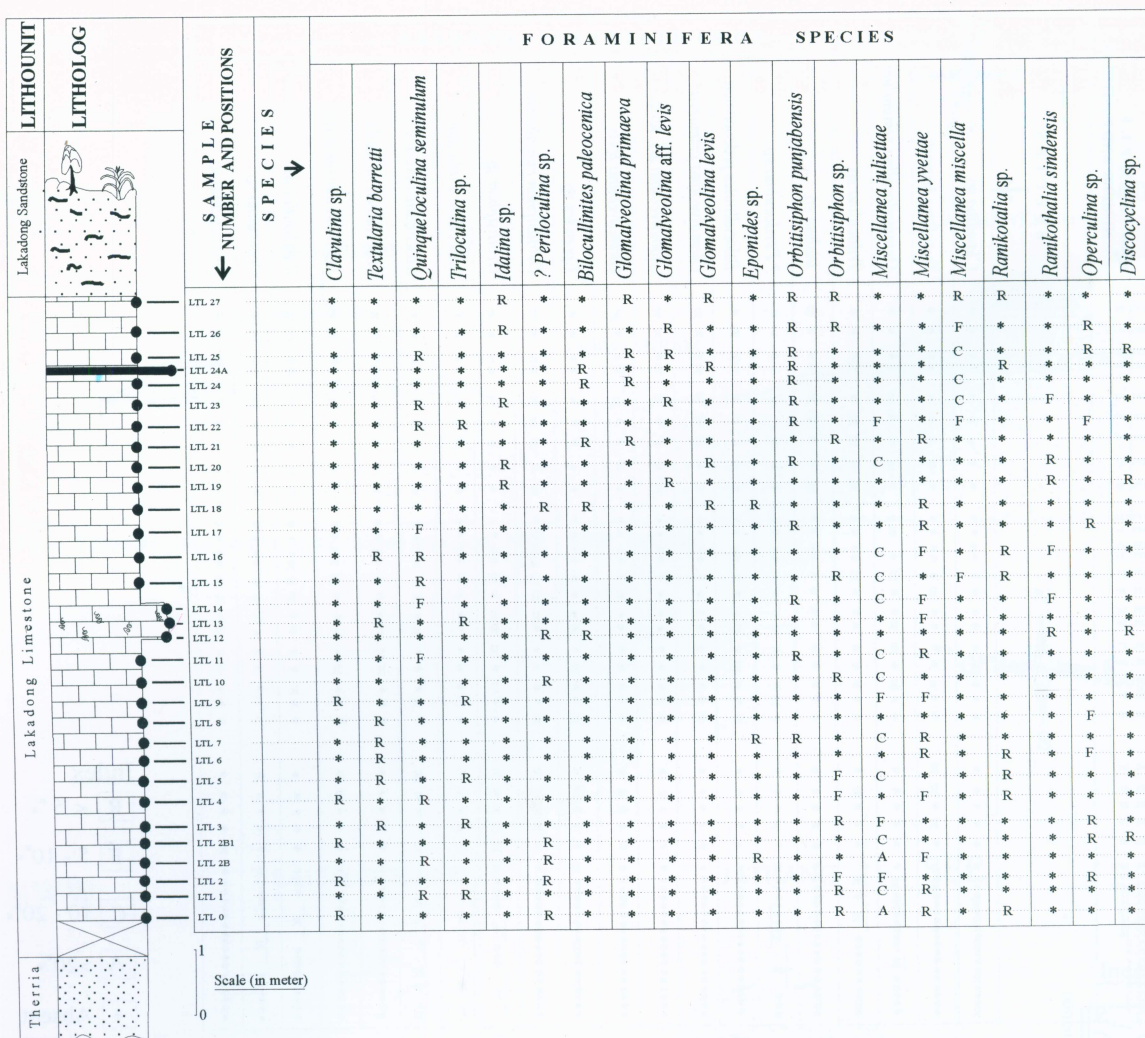 FORAMINIFERA SPECIES
LITHOUNIT
LITHOLOG
SAMPLE
NUMBER AND POSITIONS
SPECIES
Clavulina sp.
Textularia barretti
Quinqueloculina seminulum
Triloculina sp.
Idalina sp.
? Periloculina sp.
Bilocullinites paleocenica
Glomalveolina primaeva
Glomalveolina aff. levis
Glomalveolina levis
Eponides sp.
Orbitisiphon punjabensis
Orbitisiphon sp.
Miscellanea juliettae
Miscellanea yvettae
Miscellanea miscella
Ranikotalia sp.
Ranikothalia sindensis
Operculina sp.
Discocyclina sp.
Lakadong Sandstone
LTL 27 * * * * R * * R * R * R R * * R R * * *
LTL 26 * * * * R * * * R * * R R * * F * * R *
LTL 25 * * R * * * * R R * * R * * * C * * R R
LTL 24A * * * * * * R * * R * R * * * * R * * *
LTL 24 * * * * * * R R * * * R * * * C * * * *
LTL 23 * * R * R * * * R * * R * * * C * F * *
LTL 22 * * R R * * * * * * * R * F * F * * F *
LTL 21 * * * * * * R R * * * * R * R * * * * *
LTL 20 * * * * R * * * * R * R * C * * * R * *
LTL 19 * * * * R * * * R * * * * * * * * R * R
LTL 18 * * * * * R R * * R R * * * R * * * * *
LTL 17 * * F * * * * * * * * R * * R * * * R *
LTL 16 * R R * * * * * * * * * * C F * R F * *
LTL 15 * * R * * * * * * * * * R C * F R * * *
LTL 14 * * F * * * * * * * * R * C F * * F * *
LTL 13 * R * R * * * * * * * * * * F * * * * *
LTL 12 * * * * * R R * * * * * * * * * * R * R
LTL 11 * * F * * * * * * * * R * C R * * * * *
LTL 10 * * * * * R * * * * * * R C * * * * * *
LTL 9 R * * R * * * * * * * * * F F * * * * *
LTL 8 * R * * * * * * * * * * * * * * * * F *
LTL 7 * R * * * * * * * * R R * C R * * * * *
LTL 6 * R * * * * * * * * * * * * R * R * F *
LTL 5 * R * R * * * * * * * * F C * * R * * *
LTL 4 R * R * * * * * * * * * F * F * R * * *
LTL 3 * R * R * * * * * * * * R F * * * * R *
LTL 2B1 R * * * * R * * * * * * * C * * * * R R
LTL 2B * * R * * R * * * * R * * A F * * * * *
LTL 2 R * * * * R * * * * * * F F * * * * R *
LTL 1 * * R R * * * * * * * * R C R * * * * *
LTL 0 R * * * * R * * * * * * R A R * R * * *
Lakadong Limestone
Therria
1
Scale (in meter)
0